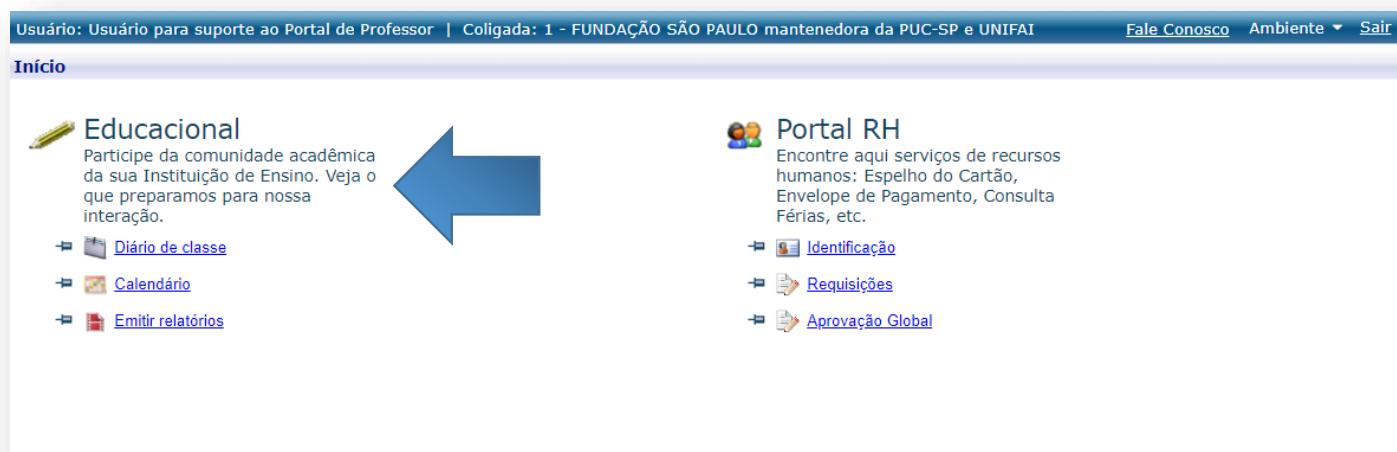 Usuário: Usuário para suporte ao Portal de Professor | Coligada: 1 - FUNDAÇÃO SÃO PAULO mantenedora da PUC-SP e UNIFAI Fale Conosco Ambiente Sair
Início
Educacional
Participe da comunidade acadêmica
da sua Instituição de Ensino. Veja o
que preparamos para nossa
interação.
Diário de classe
Calendário
Emitir relatórios
Portal RH
Encontre aqui serviços de recursos
humanos: Espelho do Cartão,
Envelope de Pagamento, Consulta
Férias, etc.
Identificação
Requisições
Aprovação Global